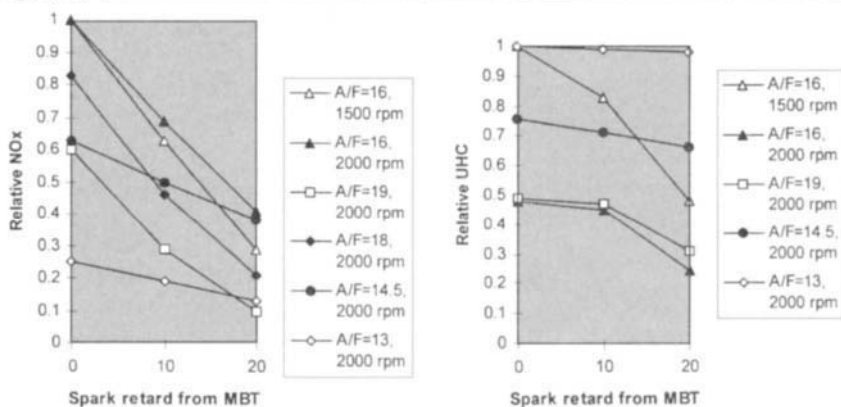 Relative NOx
1
0.9
0.8
0.7
0.6
0.5
0.4
0.3
0.2
0.1
0
0 10 20
Spark retard from MBT
A/F=16,
1500 rpm
A/F=16,
2000 rpm
A/F=19,
2000 rpm
A/F=18,
2000 rpm
A/F=14.5,
2000 rpm
A/F=13,
2000 rpm
Relative UHC
1
0.9
0.8
0.7
0.6
0.5
0.4
0.3
0.2
0.1
0
0 10 20
Spark retard from MBT
A/F=16,
1500 rpm
A/F=16,
2000 rpm
A/F=19,
2000 rpm
A/F=14.5,
2000 rpm
A/F=13,
2000 rpm